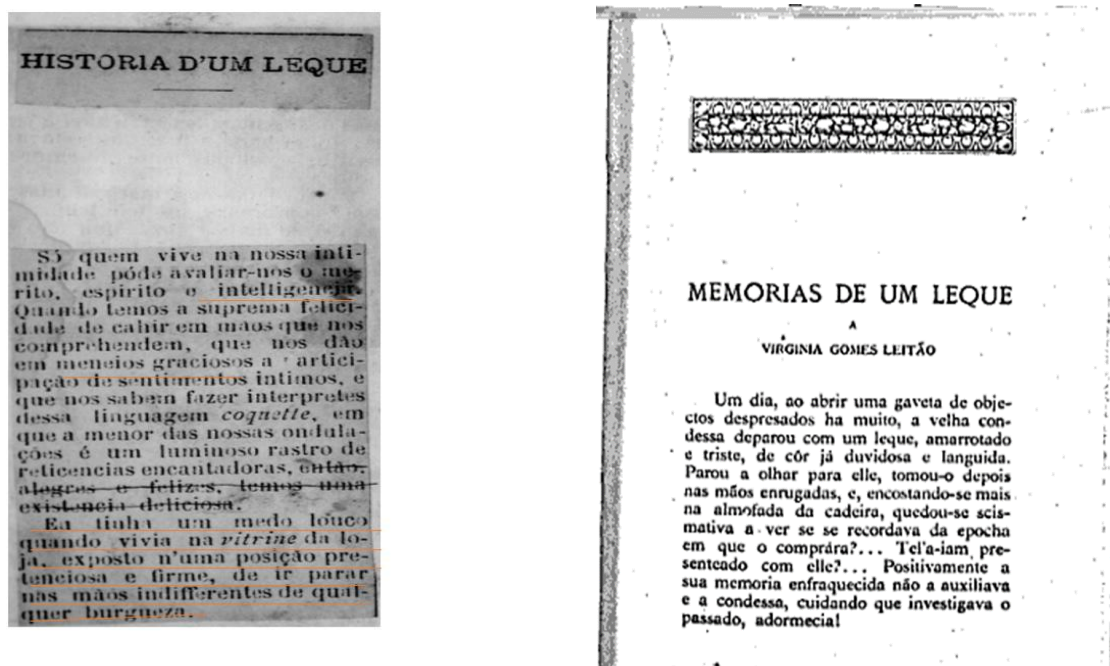 HISTORIA D'UM LEQUE
Só quem vive na nossa inti-
midade póde avaliar-nos o me-
rito, espirito e intelligencia.
Quando temos a suprema felici-
dade de cahir em mãos que nos
comprehendem, que nos dão
em meneios graciosos a participação
pação de sentimentos intimos, e
que nos sabem fazer interpretes
dessa linguagem coquette, em
que a menor das nossas ondula-
ções é um luminoso rastro de
reticencias encantadoras, então,
alegres e felizes, temos uma
existencia deliciosa.
Eu tinha um medo louco
quando vivia na vitrine da lo-
ja, exposto n'uma posição pre-
tenciosa e firme, de ir parar
nas mãos indifferentes de qual-
quer burgueza.
MEMORIAS DE UM LEQUE
A
VIRGINIA GOMES LEITÃO
Um dia, ao abrir uma gaveta de obje-
ctos despresados ha muito, a velha con-
dessa deparou com um leque, amarrotado
e triste, de côr já duvidosa e languida.
Parou a olhar para elle, tomou-o depois
nas mãos enrugadas, e, encostando-se mais
na almofada da cadeira, quedou-se scis-
mativa a ver se se recordava da epocha
em que o comprára?... Tel'a-iam pre-
senteado com elle?... Positivamente a
sua memoria enfraquecida não a auxiliava
e a condessa, cuidando que investigava o
passado, adormecia!